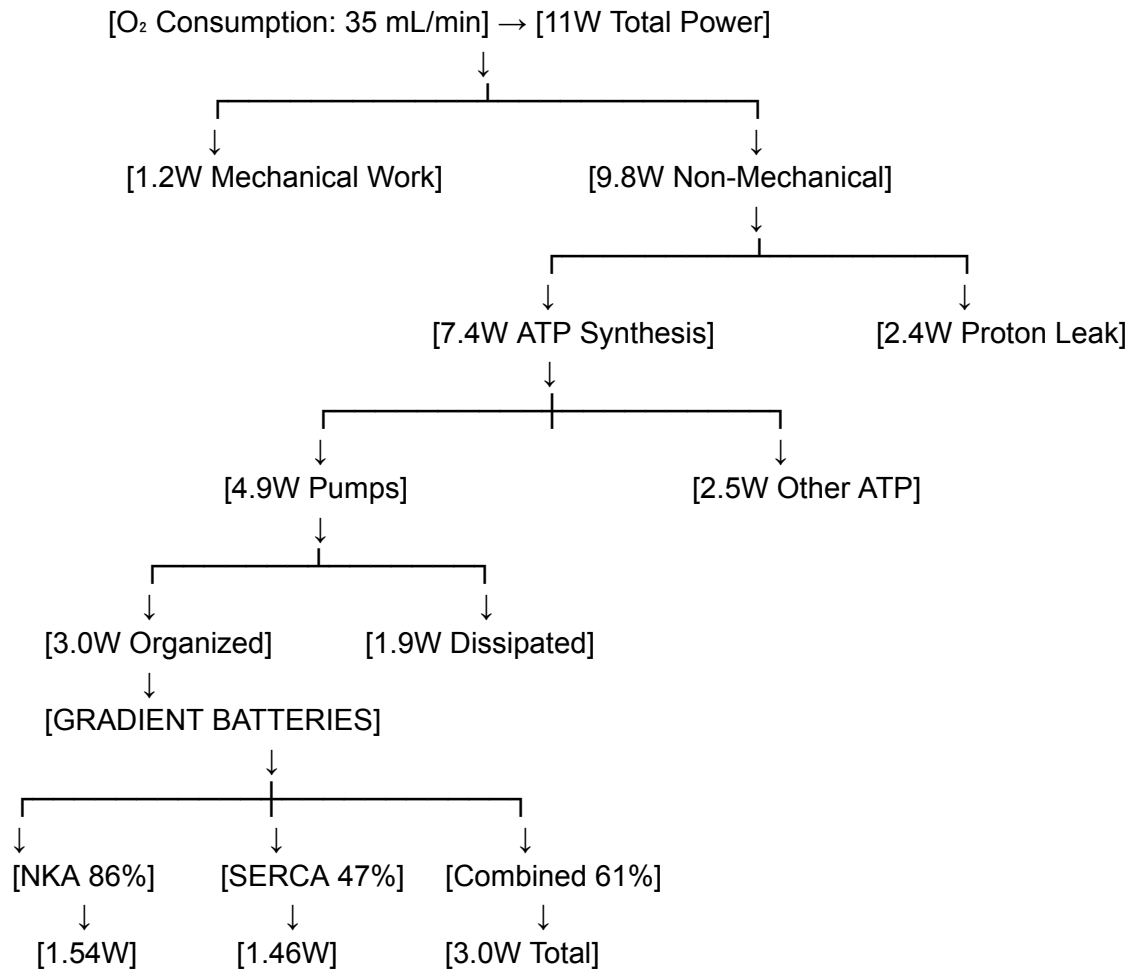 [O₂ Consumption: 35 mL/min] → [11W Total Power]
[1.2W Mechanical Work] [9.8W Non-Mechanical]
[7.4W ATP Synthesis] [2.4W Proton Leak]
[4.9W Pumps] [2.5W Other ATP]
[3.0W Organized] [1.9W Dissipated]
[GRADIENT BATTERIES]
[NKA 86%] [SERCA 47%] [Combined 61%]
[1.54W] [1.46W] [3.0W Total]